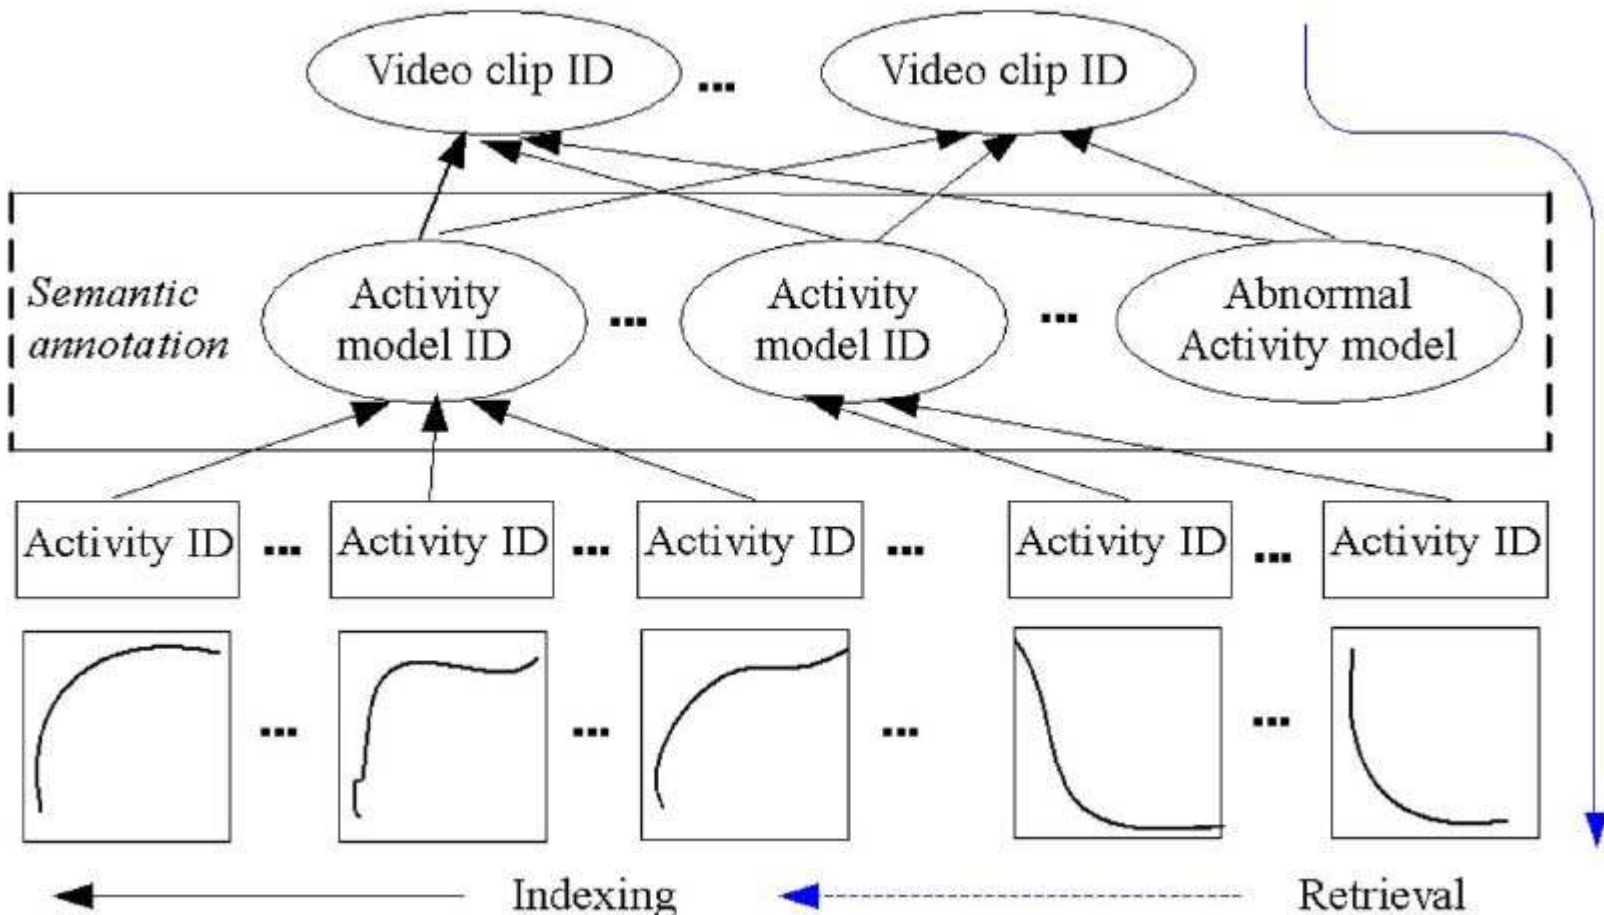 Video clip ID ... Video clip ID
Semantic
annotation
Activity
model ID
...
Activity
model ID
...
Abnormal
Activity model
Activity ID ... Activity ID ... Activity ID ... Activity ID ... Activity ID
... ... ... ...
Indexing Retrieval